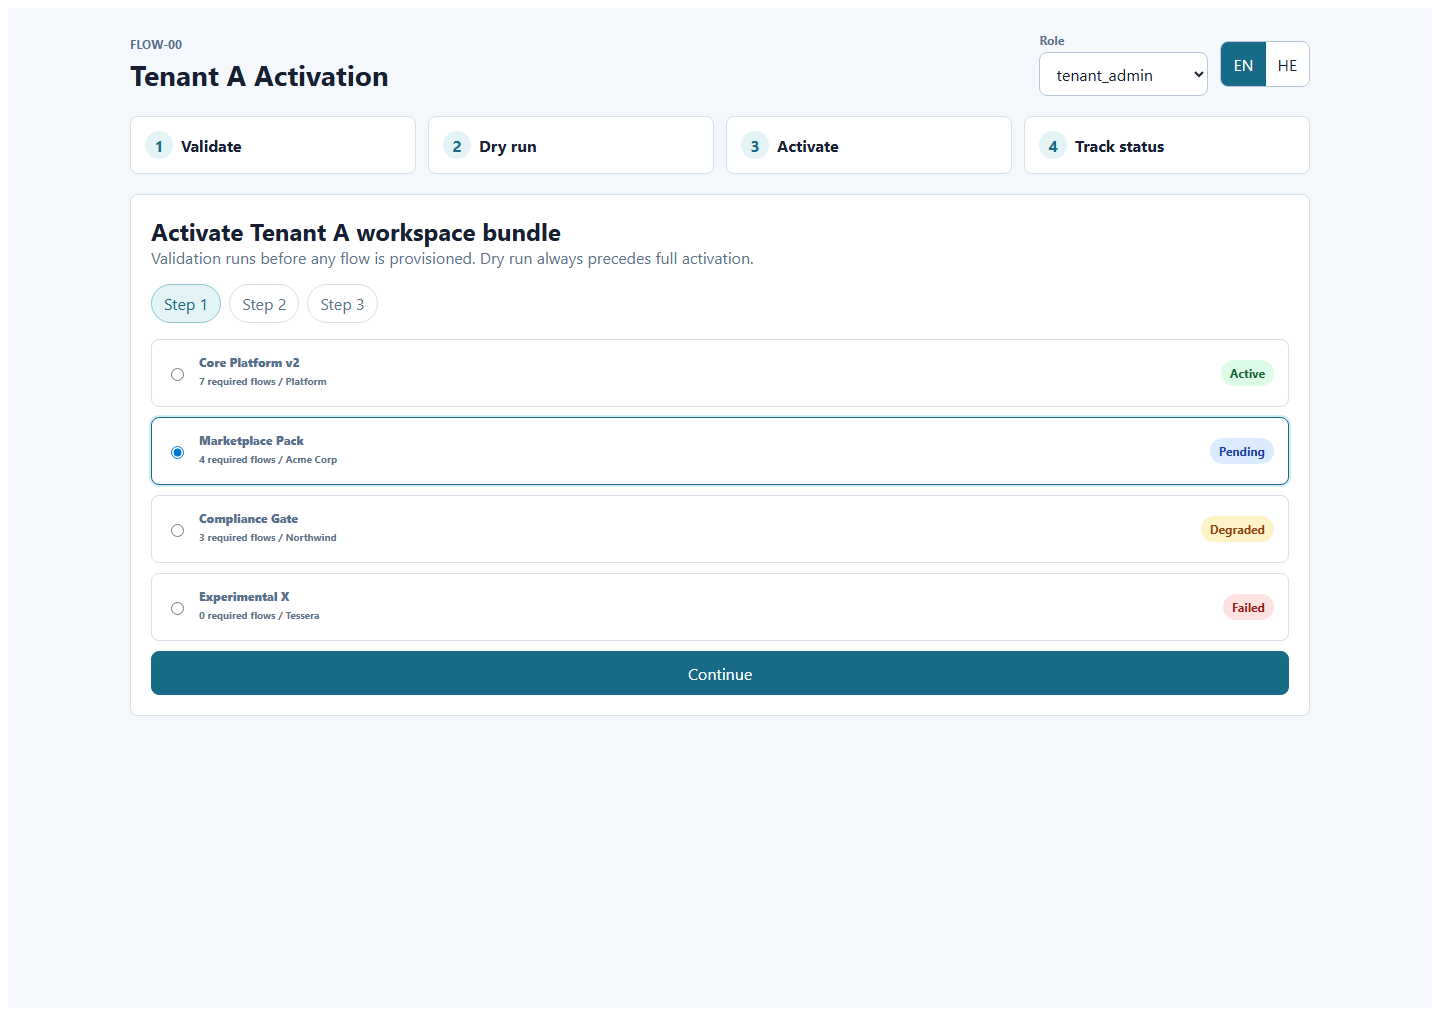 FLOW-00
Tenant A Activation
Role
tenant_admin
EN HE
1 Validate
2 Dry run
3 Activate
4 Track status
Activate Tenant A workspace bundle
Validation runs before any flow is provisioned. Dry run always precedes full activation.
Step 1 Step 2 Step 3
Core Platform v2
7 required flows / Platform
Active
Marketplace Pack
4 required flows / Acme Corp
Pending
Compliance Gate
3 required flows / Northwind
Degraded
Experimental X
0 required flows / Tessera
Failed
Continue